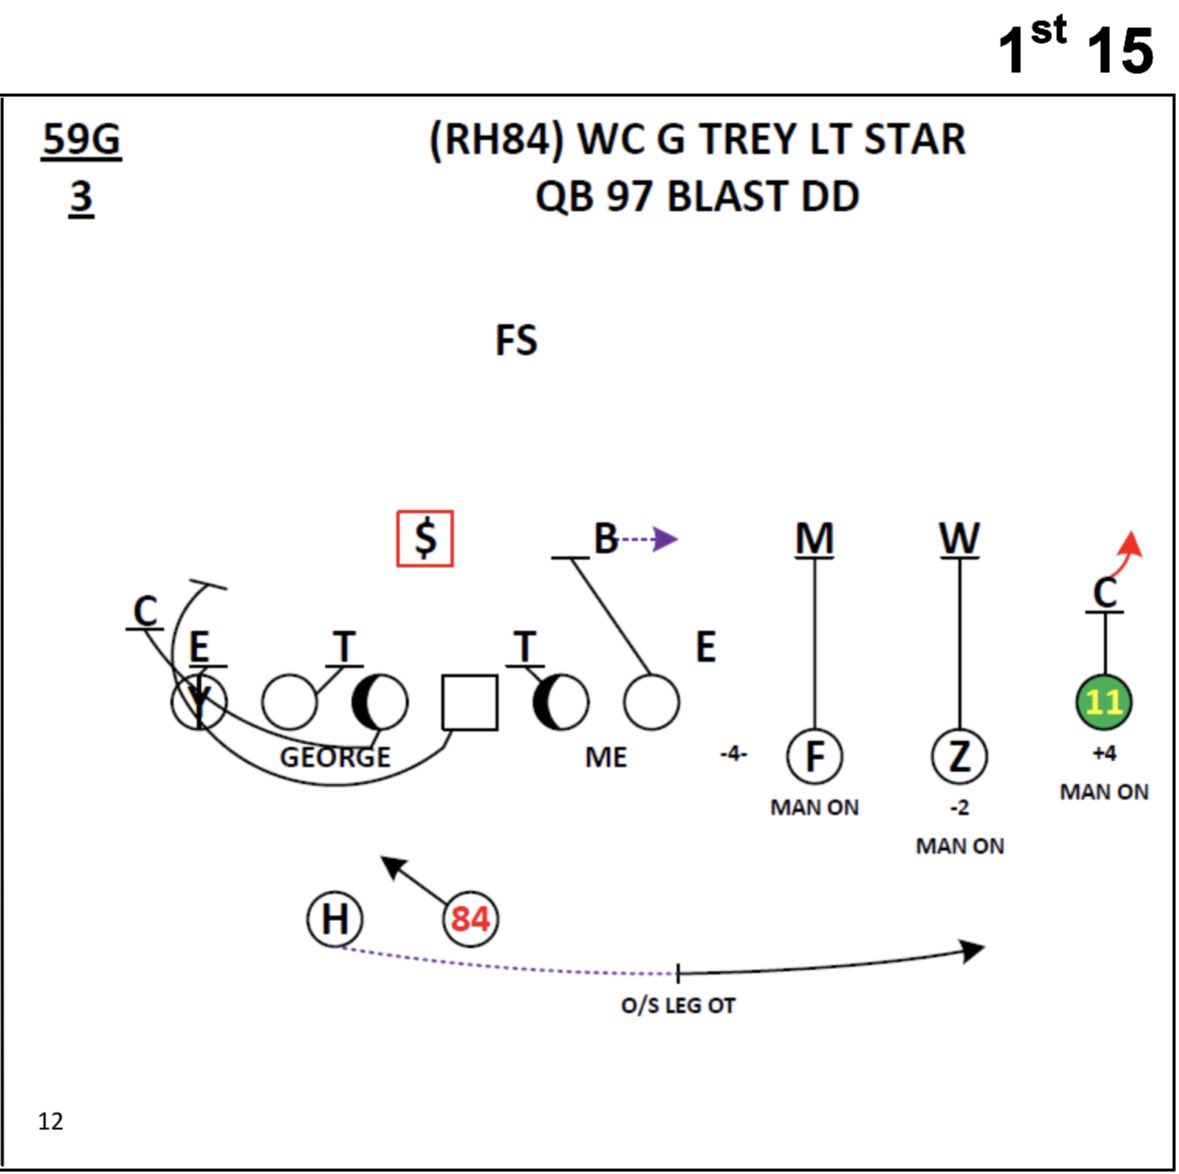 1st 15
59G
(RH84) WC G TREY LT STAR
3
QB 97 BLAST DD
FS
$ B M W
C C
E T T E
Y 11
GEORGE ME -4- F Z +4
MAN ON -2 MAN ON
MAN ON
H 84
O/S LEG OT
12